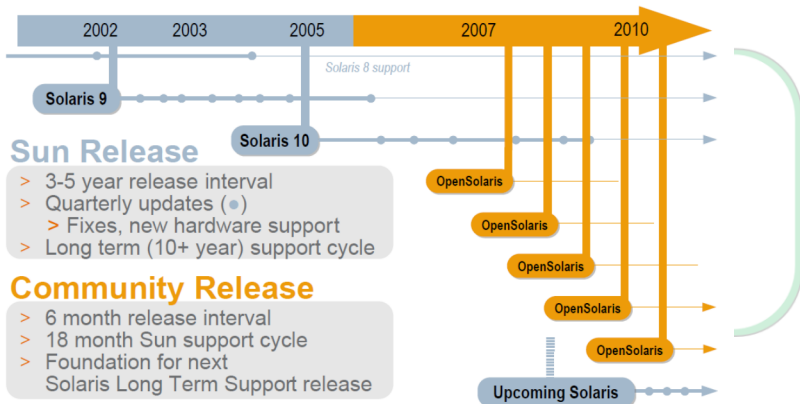 2002 2003 2005 2007 2010
Solaris 8 support
Solaris 9
Solaris 10
Sun Release
> 3-5 year release interval
> Quarterly updates (●)
> Fixes, new hardware support
> Long term (10+ year) support cycle
OpenSolaris
OpenSolaris
OpenSolaris
Community Release
> 6 month release interval
> 18 month Sun support cycle
> Foundation for next
Solaris Long Term Support release
OpenSolaris
OpenSolaris
Upcoming Solaris